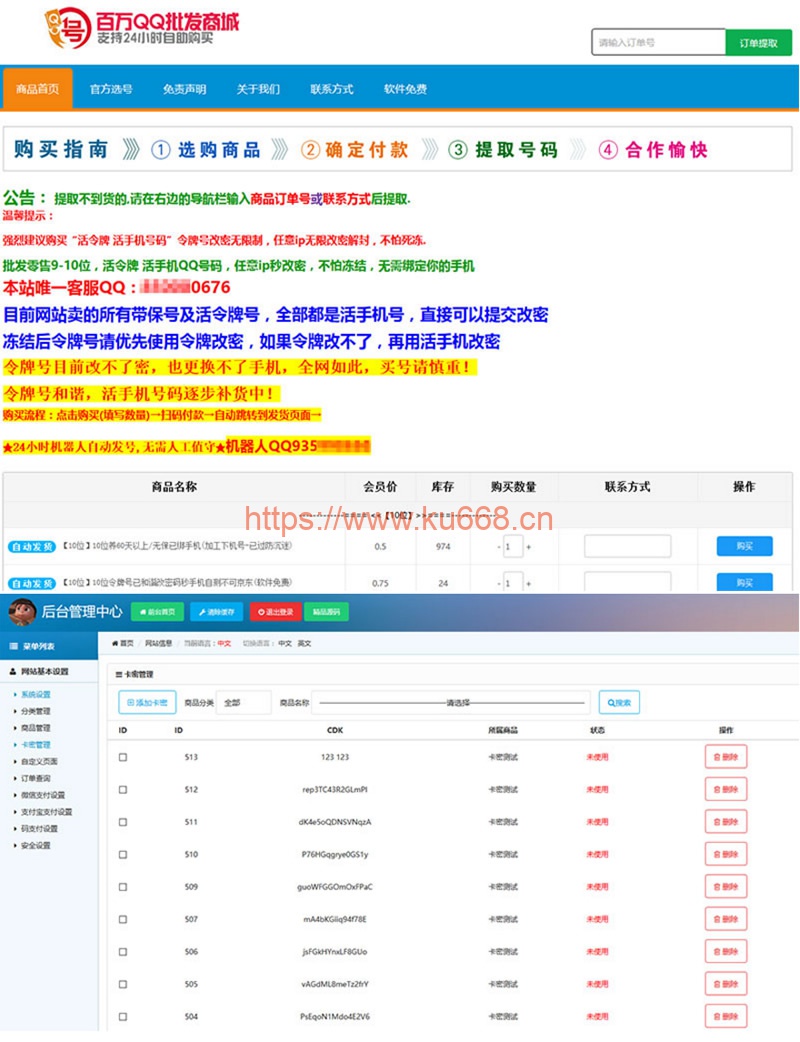 1号
百万QQ批发商城
支持24小时自助购买
请输入订单号 订单提取
商品首页 官方选号 免责声明 关于我们 联系方式 软件免费
购买指南 ① 选购商品 ② 确定付款 ③ 提取号码 ④ 合作愉快
公告： 提取不到货的,请在右边的导航栏输入商品订单号或联系方式后提取.
温馨提示：
强烈建议购买“活令牌 活手机号码” 令牌号改密无限制，任意ip无限改密解封，不怕死冻.
批发零售9-10位，活令牌 活手机QQ号码，任意ip秒改密，不怕冻结，无需绑定你的手机
本站唯一客服QQ：0676
目前网站卖的所有带保号及活令牌号，全部都是活手机号，直接可以提交改密
冻结后令牌号请优先使用令牌改密，如果令牌改不了，再用活手机改密
令牌号目前改不了密，也更换不了手机，全网如此，买号请慎重！
令牌号和谐，活手机号码逐步补货中！
购买流程：点击购买(填写数量)→扫码付款→自动跳转到发货页面→
★24小时机器人自动发号,无需人工值守★机器人QQ935
商品名称 会员价 库存 购买数量 联系方式 操作
【10位】
https://www.ku668.cn
自动发货 【10位】10位养60天以上/无保已绑手机(加工下机号-已过防沉迷) 0.5 974 - 1 + 购买
自动发货 【10位】10位令牌号已和谐改密码秒手机自刷不可京东(软件免费) 0.75 24 - 1 + 购买
后台管理中心 前台首页 清除缓存 退出登录 精品源码
菜单列表 首页 / 网站信息 / 当前语言：中文 切换语言： 中文 英文
网站基本设置 卡密管理
系统设置 添加卡密 商品分类 全部 商品名称 请选择 搜索
分类管理
商品管理
卡密管理
自定义页面
订单查询
微信支付设置
支付宝支付设置
码支付设置
安全设置
ID ID CDK 所属商品 状态 操作
513 123 123 卡密测试 未使用 删除
512 rep3TC43R2GLmPI 卡密测试 未使用 删除
511 dK4e5oQDNSVNqzA 卡密测试 未使用 删除
510 P76HGqgrye0GS1y 卡密测试 未使用 删除
509 guoWFGGOmOxFPaC 卡密测试 未使用 删除
507 mA4bKGiiq94f78E 卡密测试 未使用 删除
506 jsFGkHYnxLF8GUo 卡密测试 未使用 删除
505 vAGdML8meTz2frY 卡密测试 未使用 删除
504 PsEqoN1Mdo4E2V6 卡密测试 未使用 删除